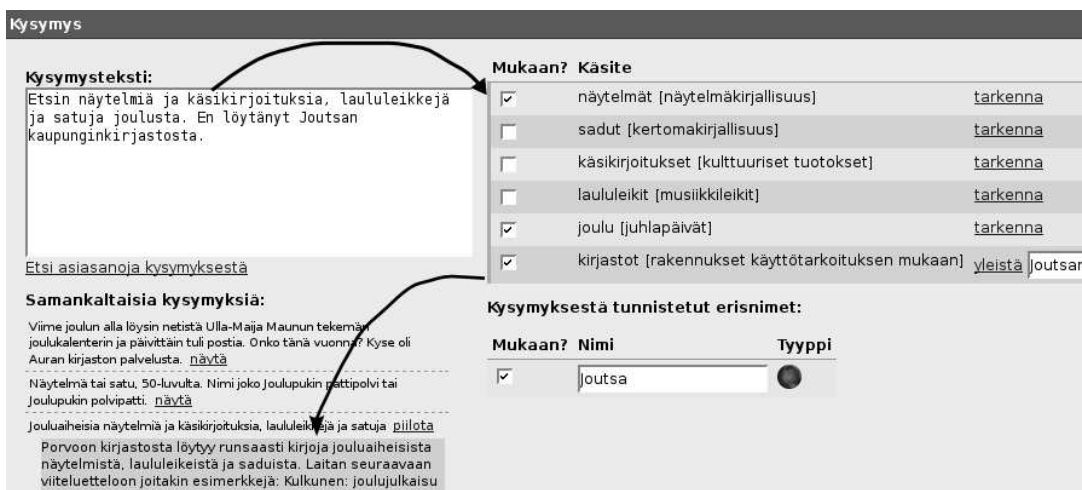 Kysymys
Kysymysteksti:
Etsin näytelmiä ja käsikirjoituksia, laululeikkejä
ja satuja joulusta. En löytänyt Joutsan
kaupunginkirjastosta.
Etsi asiasanoja kysymyksestä
Samankaltaisia kysymyksiä:
Viime joulun alla löysin netistä Ulla-Maija Maunun tekemän
joulukalenterin ja päivittäin tuli postia. Onko tänä vuonna? Kyse oli
Auran kirjaston palvelusta. näytä
Näytelmä tai satu, 50-luvulta. Nimi joko Joulupukin pattipolvi tai
Joulupukin polvipatti. näytä
Jouluaiheisia näytelmiä ja käsikirjoituksia, laululeikkejä ja satuja piilota
Porvoon kirjastosta löytyy runsaasti kirjoja jouluaiheisista
näytelmistä, laululeikeistä ja saduista. Laitan seuraavaan
viiteluetteloon joitakin esimerkkejä: Kulkunen: joulujulkaisu
Mukaan? Käsite
näytelmät [näytelmäkirjallisuus] tarkenna
sadut [kertomakirjallisuus] tarkenna
käsikirjoitukset [kulttuuriset tuotokset] tarkenna
laululeikit [musiikkileikit] tarkenna
joulu [juhlapäivät] tarkenna
kirjastot [rakennukset käyttötarkoituksen mukaan] yleistä Joutsan
Kysymyksestä tunnistetut erisnimet:
Mukaan? Nimi Tyyppi
Joutsa